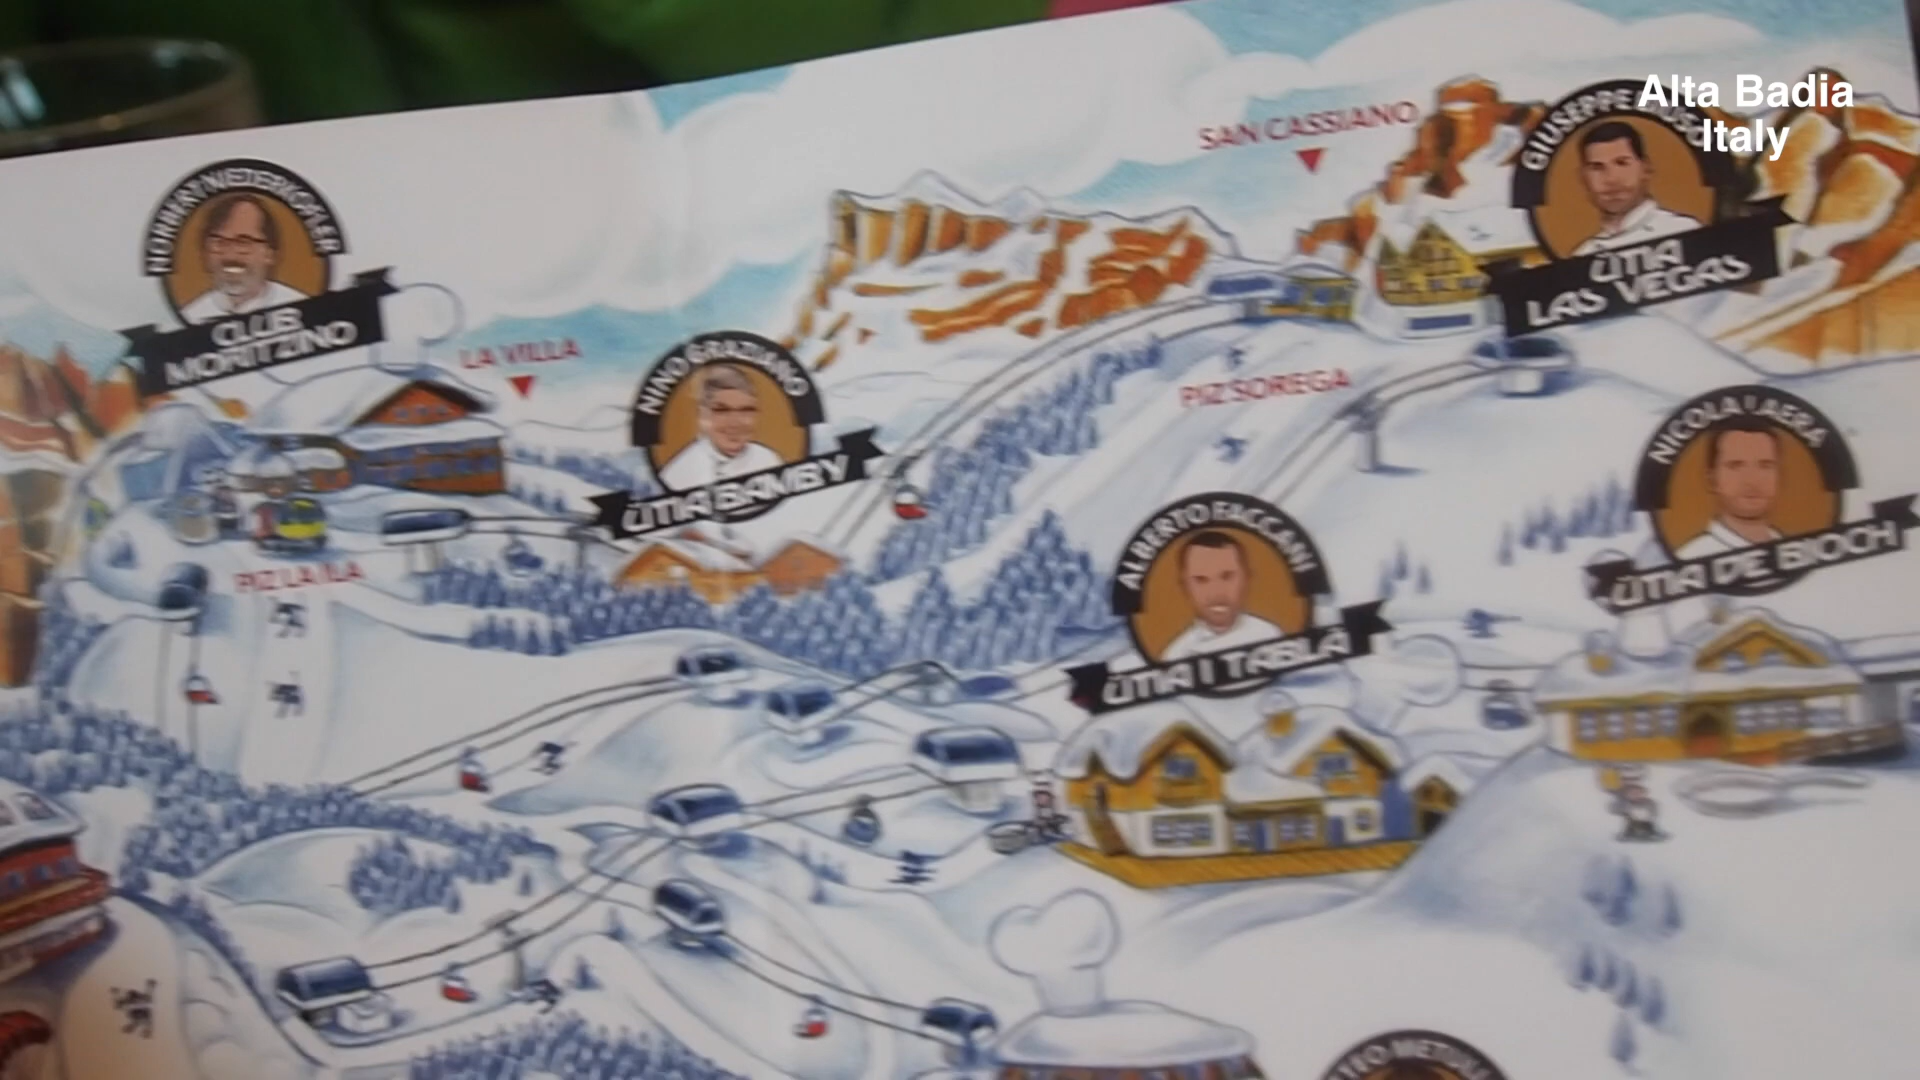 Alta Badia
Italy
SAN CASSIANO
GIUSEPPE
ÜTIA
LAS VEGAS
NORBERT NIEDERKOFLER
CLUB
MORITZINO
LA VILLA
NINO GRAZIANO
ÜTIA BAMBY
PIZ SOREGA
NICOLA LAERA
ÜTIA DE BIOCH
ALBERTO FACCANI
ÜTIA I TABLÀ
PIZ LA ILA